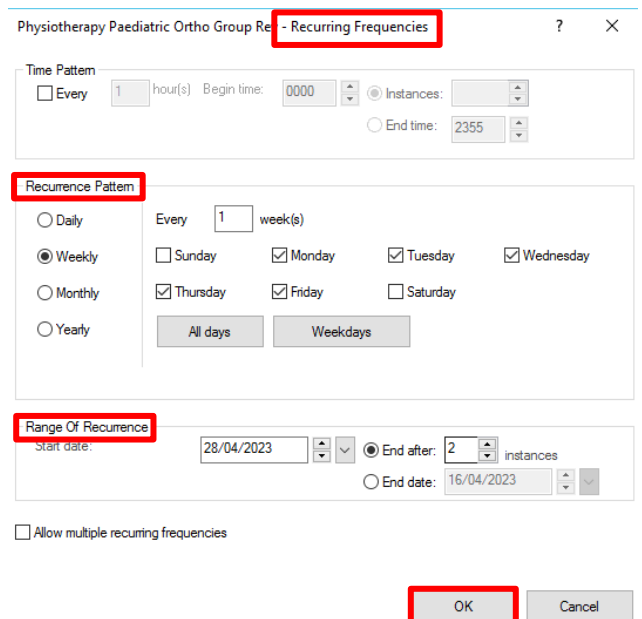 Physiotherapy Paediatric Ortho Group Rev - Recurring Frequencies ? ×
Time Pattern
Every 1 hour(s) Begin time: 0000 Instances:
End time: 2355
Recurrence Pattern
Daily Every 1 week(s)
Weekly Sunday Monday Tuesday Wednesday
Monthly Thursday Friday Saturday
Yearly All days Weekdays
Range Of Recurrence
Start date: 28/04/2023 End after: 2 instances
End date: 16/04/2023
Allow multiple recurring frequencies
OK Cancel